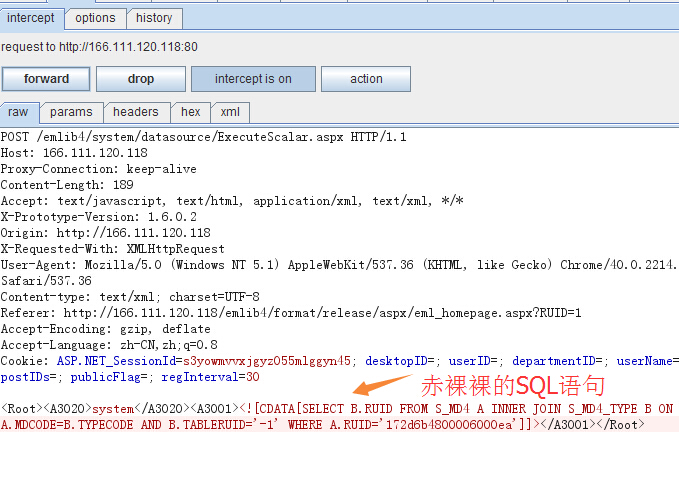 intercept options history
request to http://166.111.120.118:80
forward drop intercept is on action
raw params headers hex xml
POST /emlib4/system/datasource/ExecuteScalar.aspx HTTP/1.1
Host: 166.111.120.118
Proxy-Connection: keep-alive
Content-Length: 189
Accept: text/javascript, text/html, application/xml, text/xml, */*
X-Prototype-Version: 1.6.0.2
Origin: http://166.111.120.118
X-Requested-With: XMLHttpRequest
User-Agent: Mozilla/5.0 (Windows NT 5.1) AppleWebKit/537.36 (KHTML, like Gecko) Chrome/40.0.2214.
Safari/537.36
Content-type: text/xml; charset=UTF-8
Referer: http://166.111.120.118/emlib4/format/release/aspx/eml_homepage.aspx?RUID=1
Accept-Encoding: gzip, deflate
Accept-Language: zh-CN,zh;q=0.8
Cookie: ASP.NET_SessionId=s3yowmvvxjgyz055mlggyn45; desktopID=; userID=; departmentID=; userName=
postIDs=; publicFlag=; regInterval=30
赤裸裸的SQL语句
<Root><A3020>system</A3020><A3001><![CDATA[SELECT B.RUID FROM S_MD4 A INNER JOIN S_MD4_TYPE B ON
A.MDCODE=B.TYPECODE AND B.TABLERUID='-1' WHERE A.RUID='172d6b4800006000ea']]></A3001></Root>